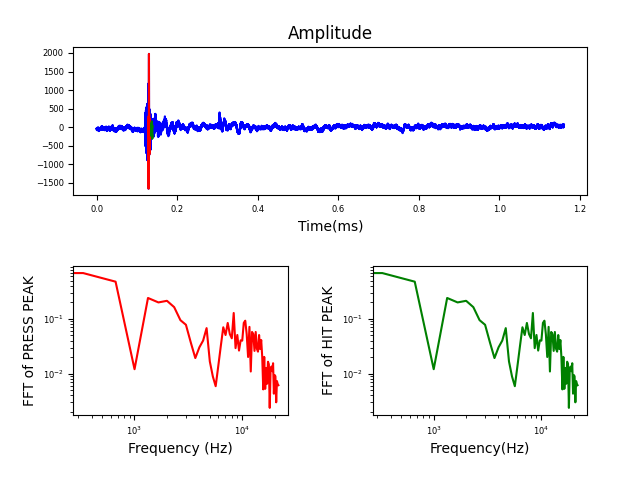 Amplitude
2000
1500
1000
500
0
−500
−1000
−1500
0.0 0.2 0.4 0.6 0.8 1.0 1.2
Time(ms)
FFT of PRESS PEAK
10⁻¹
10⁻²
10³ 10⁴
Frequency (Hz)
FFT of HIT PEAK
10⁻¹
10⁻²
10³ 10⁴
Frequency(Hz)